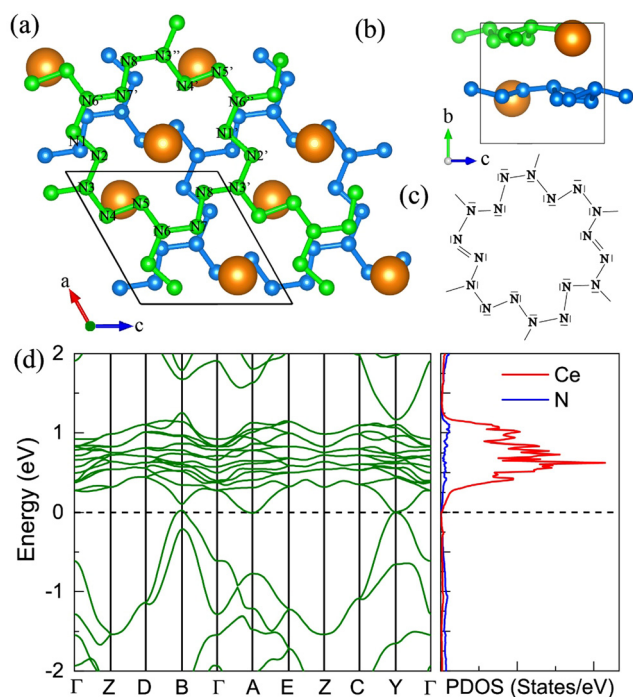 (a)
N8' N3''
N4' N5'
N6' N7' N6''
N1 N1'
N2 N2'
N3 N8 N3'
N4 N5
N6 N7
a
c
(b)
b
c
(c)
N N
N N N N
N N
N N
N N N N
N N
(d)
2
1
0
-1
-2
Energy (eV)
Γ Z D B Γ A E Z C Y Γ
Ce
N
PDOS (States/eV)